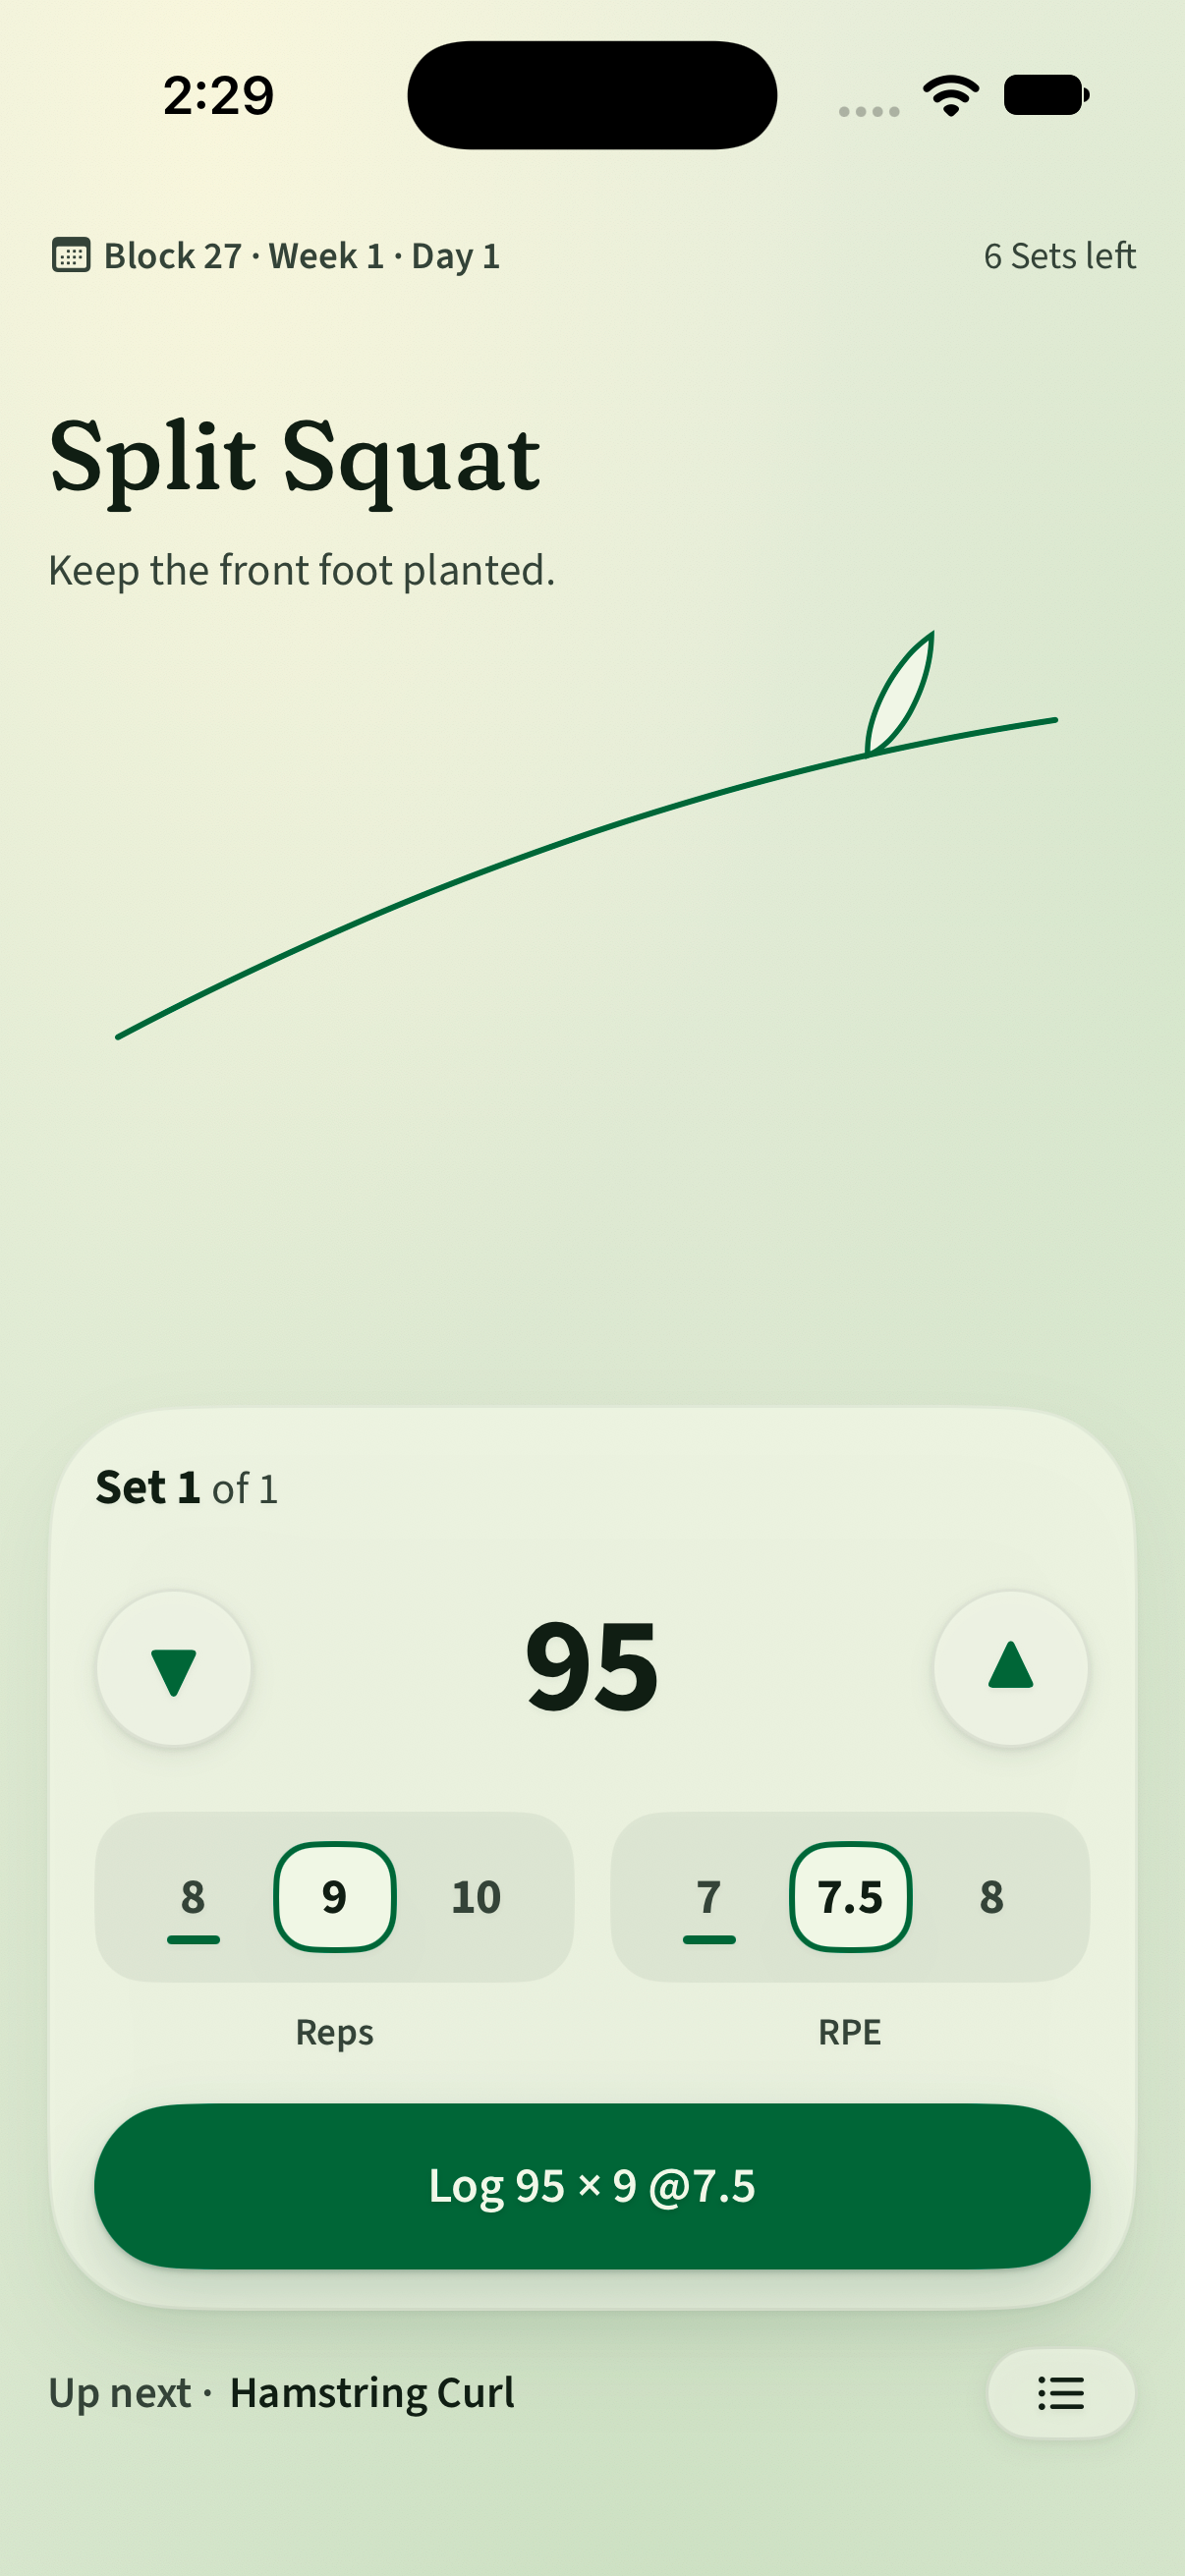 2:29
Block 27 · Week 1 · Day 1
6 Sets left
Split Squat
Keep the front foot planted.
Set 1 of 1
95
8 9 10
7 7.5 8
Reps
RPE
Log 95 × 9 @7.5
Up next · Hamstring Curl